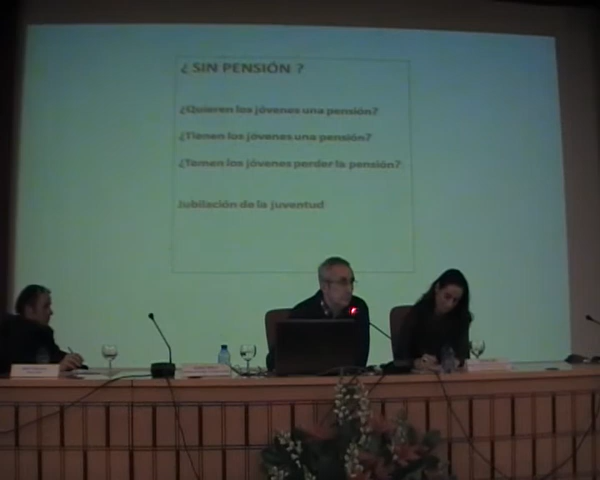 ¿ SIN PENSIÓN ?
¿Quieren los jóvenes una pensión?
¿Tienen los jóvenes una pensión?
¿Temen los jóvenes perder la pensión?.
Jubilación de la juventud